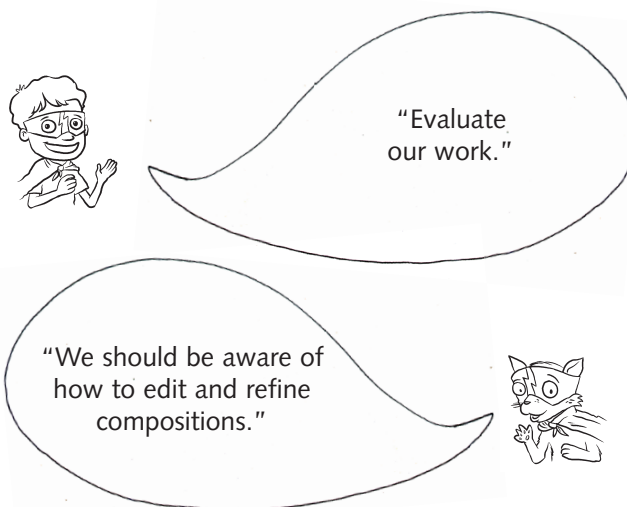 “Evaluate
our work.”
“We should be aware of
how to edit and refine
compositions.”